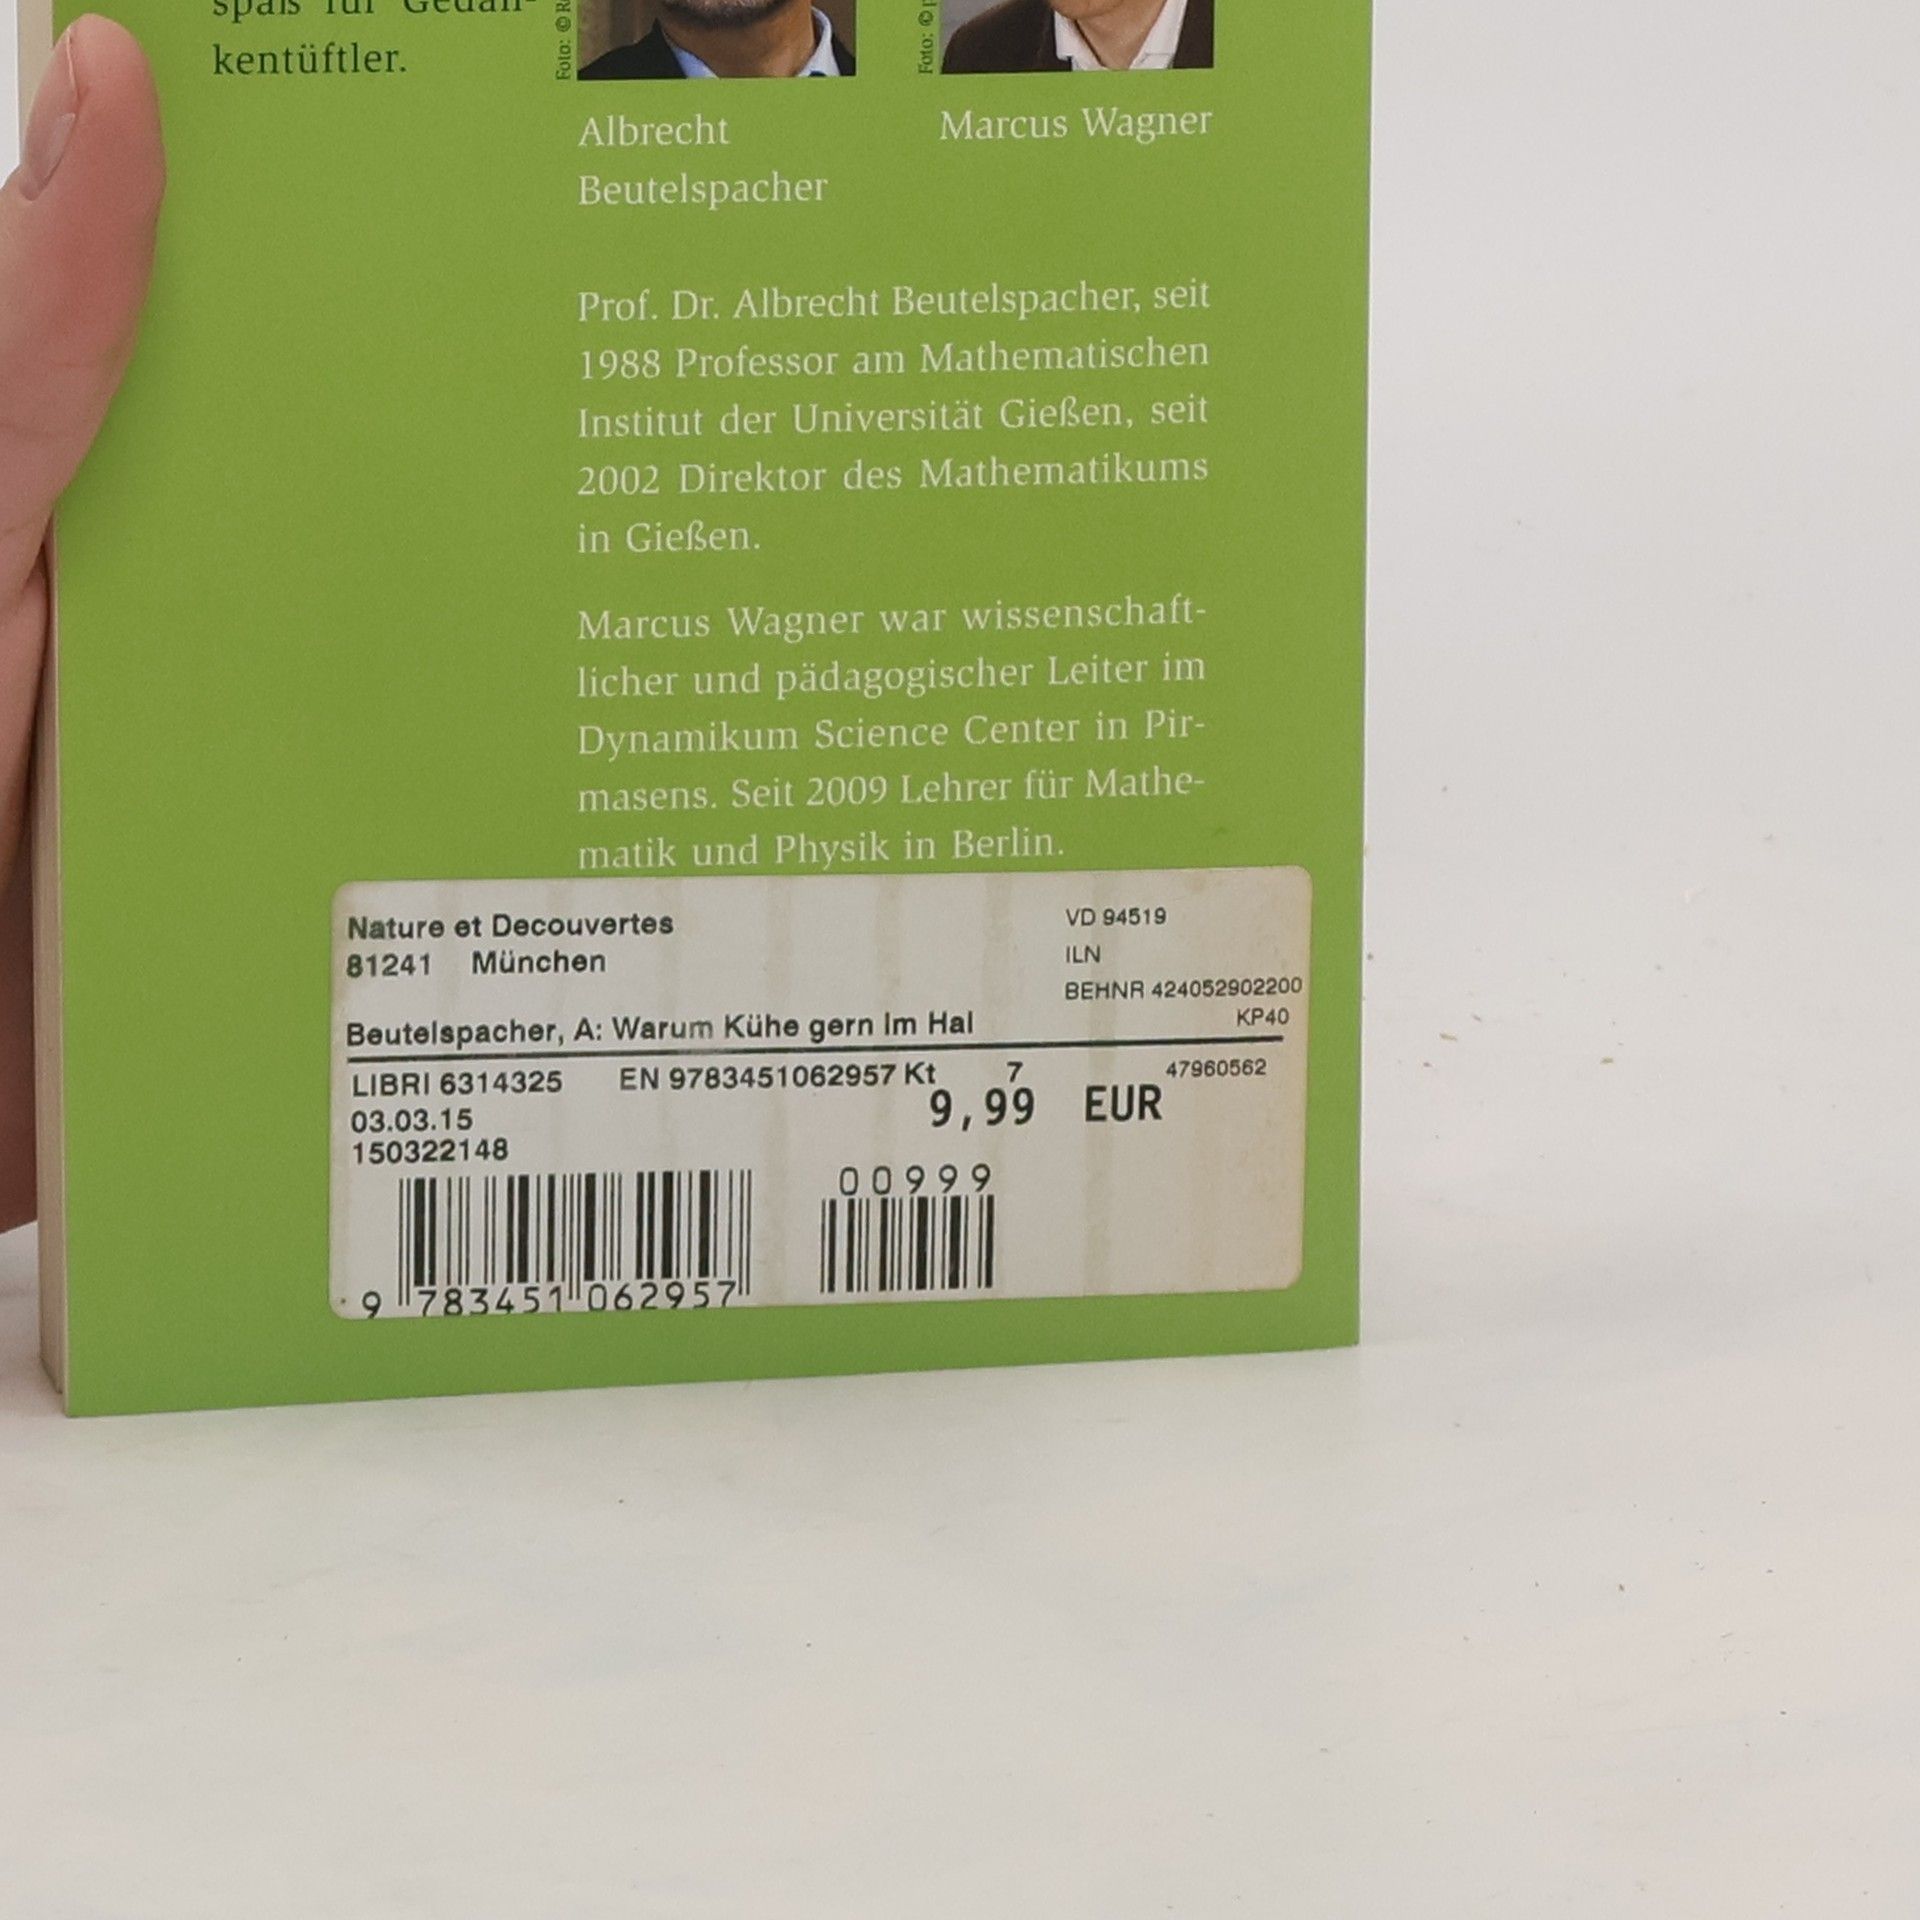 spaß für Gedan-
kentüftler.
Foto: ©
Foto: ©
Albrecht
Beutelspacher
Marcus Wagner
Prof. Dr. Albrecht Beutelspacher, seit
1988 Professor am Mathematischen
Institut der Universität Gießen, seit
2002 Direktor des Mathematikums
in Gießen.
Marcus Wagner war wissenschaft-
licher und pädagogischer Leiter im
Dynamikum Science Center in Pir-
masens. Seit 2009 Lehrer für Mathe-
matik und Physik in Berlin.
Nature et Decouvertes
81241 München
VD 94519
ILN
BEHNR 424052902200
KP40
Beutelspacher, A: Warum Kühe gern im Hal
LIBRI 6314325 EN 9783451062957 Kt 7 47960562
03.03.15 9,99 EUR
150322148
00999
9 783451 062957